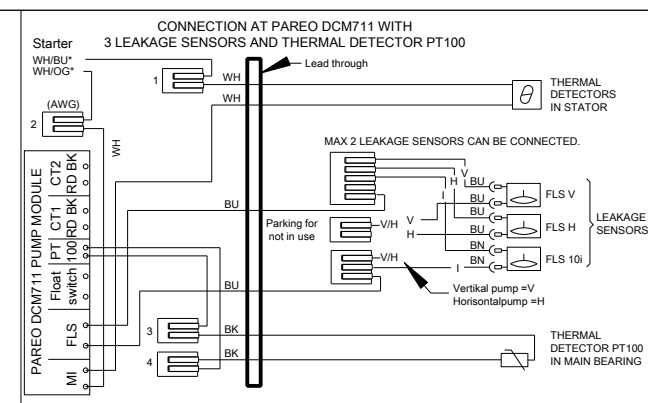 CONNECTION AT PAREO DCM711 WITH
3 LEAKAGE SENSORS AND THERMAL DETECTOR PT100
Starter
WH/BU*
WH/OG*
Lead through
1
WH
WH
THERMAL
DETECTORS
IN STATOR
(AWG)
2
WH
MAX 2 LEAKAGE SENSORS CAN BE CONNECTED.
PAREO DCM711 PUMP MODULE
CT2
RD BK
CT1
RD BK
PT
100
Float
switch
FLS
MI
V
H
I
BU
BU
FLS V
V
BU
BU
FLS H
H
BN
BN
FLS 10i
I
LEAKAGE
SENSORS
BU
Parking for
not in use
V/H
V/H
BU
Vertikal pump =V
Horisontalpump =H
3
BK
4
BK
THERMAL
DETECTOR PT100
IN MAIN BEARING